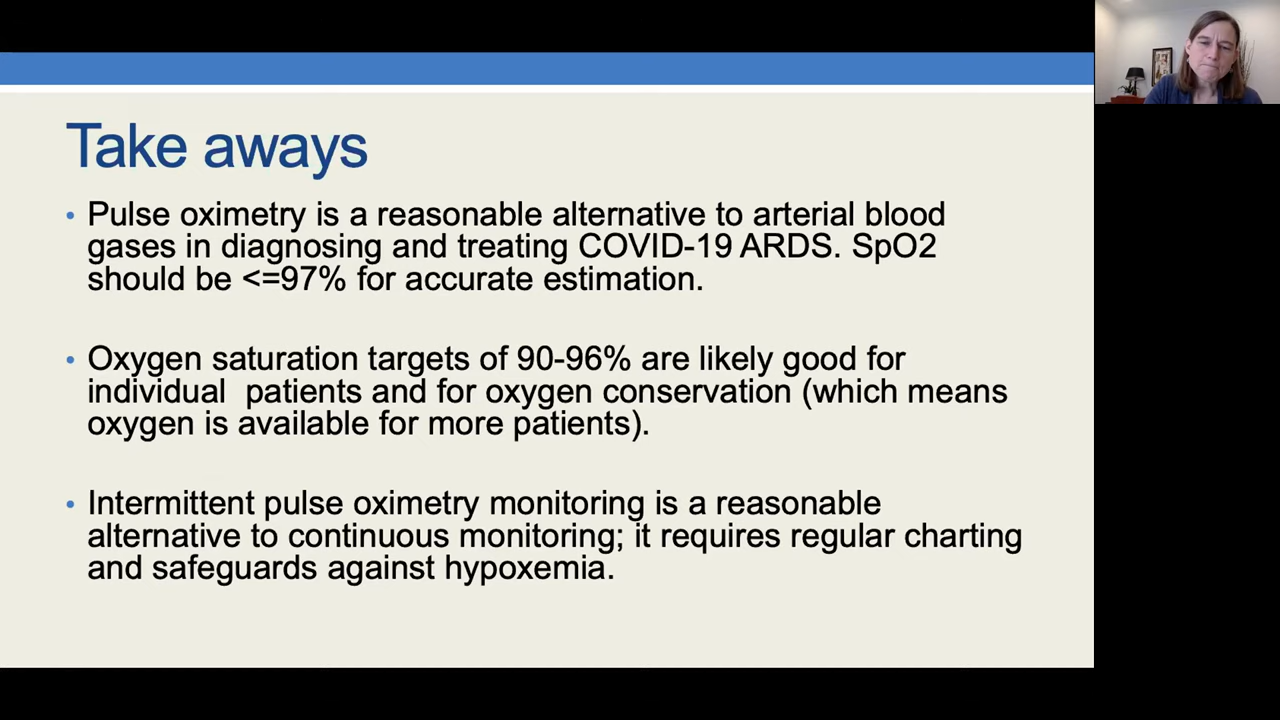 Take aways
• Pulse oximetry is a reasonable alternative to arterial blood
gases in diagnosing and treating COVID-19 ARDS. SpO2
should be <=97% for accurate estimation.
• Oxygen saturation targets of 90-96% are likely good for
individual  patients and for oxygen conservation (which means
oxygen is available for more patients).
• Intermittent pulse oximetry monitoring is a reasonable
alternative to continuous monitoring; it requires regular charting
and safeguards against hypoxemia.